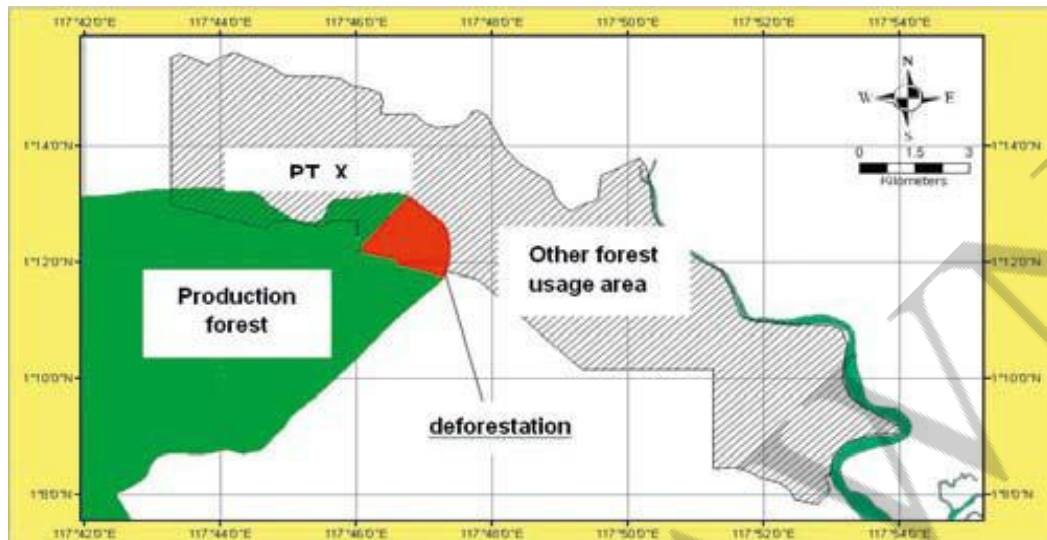 117°42'0"E 117°44'0"E 117°46'0"E 117°48'0"E 117°50'0"E 117°52'0"E 117°54'0"E
N
W E
S
1°14'0"N 1°14'0"N
0 1.5 3
Kilometers
PT X
1°12'0"N 1°12'0"N
Other forest
usage area
Production
forest
1°10'0"N 1°10'0"N
deforestation
1°8'0"N 1°8'0"N
117°42'0"E 117°44'0"E 117°46'0"E 117°48'0"E 117°50'0"E 117°52'0"E 117°54'0"E